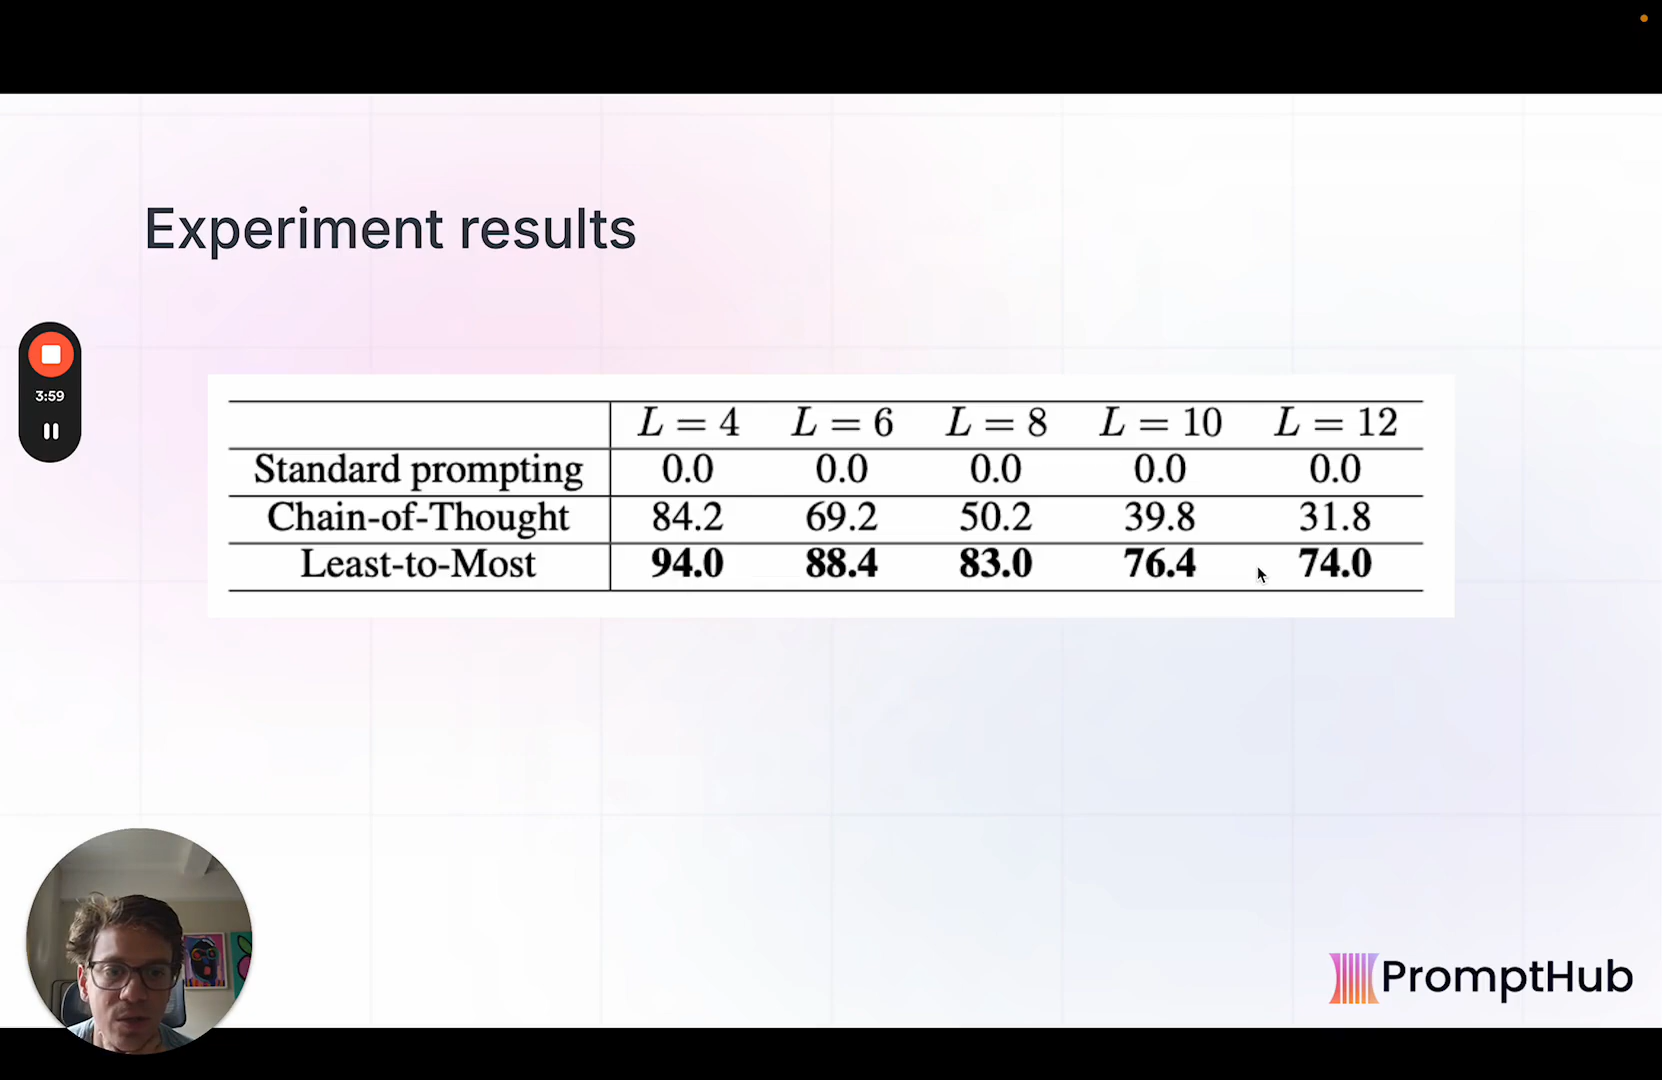 Experiment results
3:59
L = 4 L = 6 L = 8 L = 10 L = 12
Standard prompting 0.0 0.0 0.0 0.0 0.0
Chain-of-Thought 84.2 69.2 50.2 39.8 31.8
Least-to-Most 94.0 88.4 83.0 76.4 74.0
PromptHub